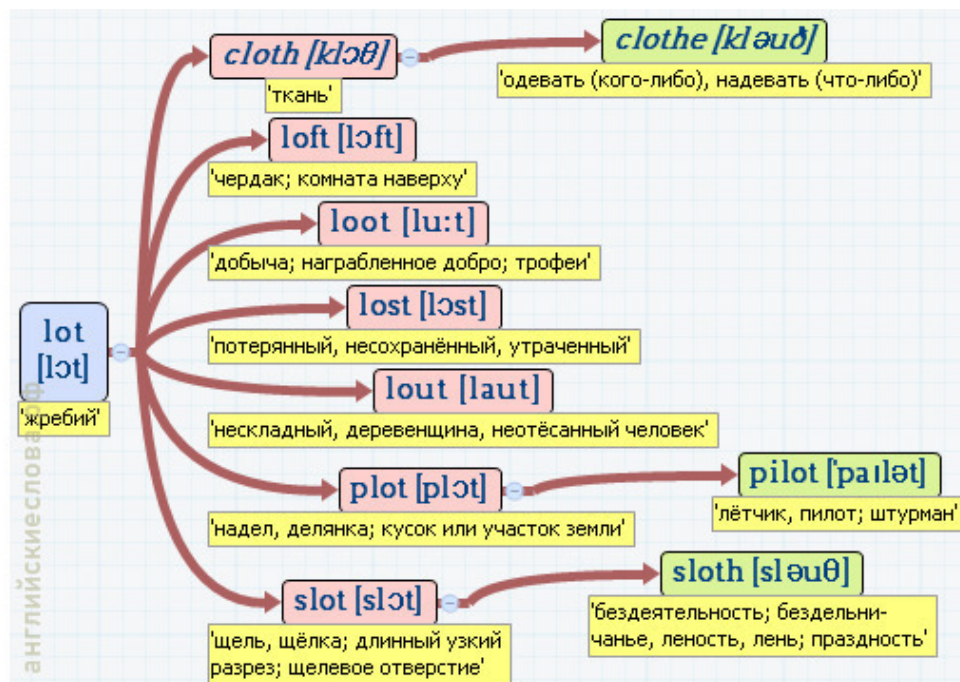 cloth [klɔθ]
'ткань'
clothe [kləuð]
'одевать (кого-либо), надевать (что-либо)'
loft [lɔft]
'чердак; комната наверху'
loot [lu:t]
'добыча; награбленное добро; трофеи'
lost [lɔst]
'потерянный, несохранённый, утраченный'
lot
[lɔt]
'жребий'
lout [laut]
'нескладный, деревенщина, неотёсанный человек'
plot [plɔt]
'надел, делянка; кусок или участок земли'
pilot ['paɪlət]
'лётчик, пилот; штурман'
slot [slɔt]
'щель, щёлка; длинный узкий
разрез; щелевое отверстие'
sloth [sləuθ]
'бездеятельность; бездельни-
чанье, леность, лень; праздность'
английскиеслова.рф